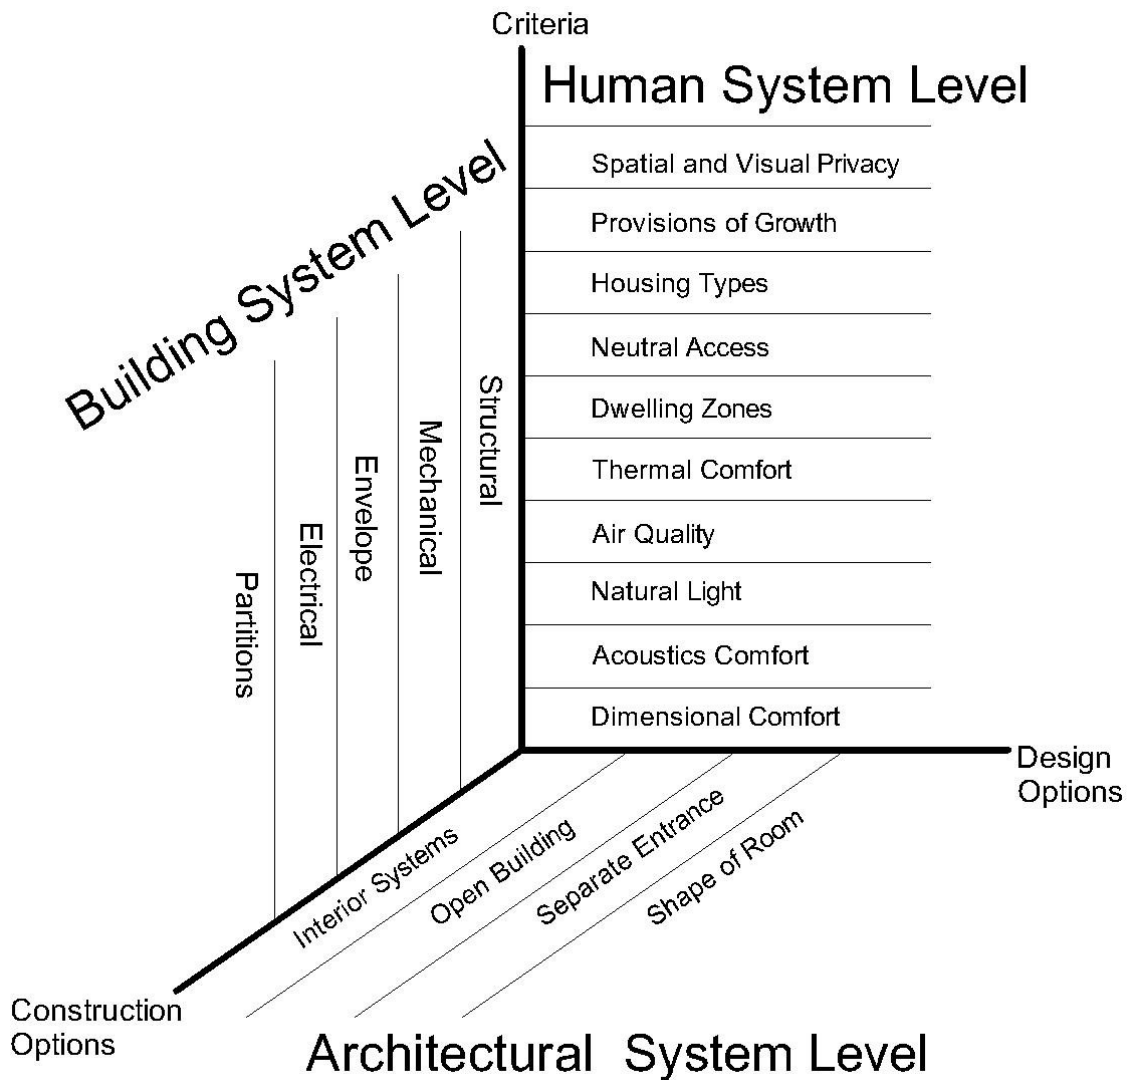 Criteria
Human System Level
Spatial and Visual Privacy
Provisions of Growth
Housing Types
Neutral Access
Dwelling Zones
Thermal Comfort
Air Quality
Natural Light
Acoustics Comfort
Dimensional Comfort
Building System Level
Partitions
Electrical
Envelope
Mechanical
Structural
Design
Options
Interior Systems
Open Building
Separate Entrance
Shape of Room
Construction
Options
Architectural System Level